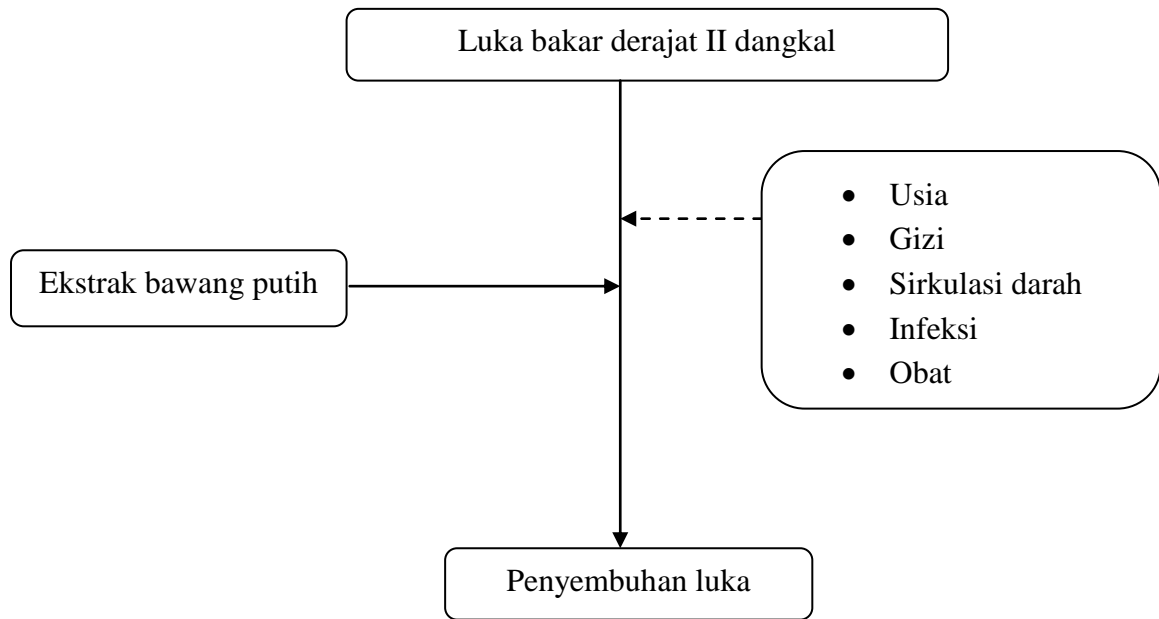 Luka bakar derajat II dangkal
• Usia
• Gizi
• Sirkulasi darah
• Infeksi
• Obat
Ekstrak bawang putih
Penyembuhan luka